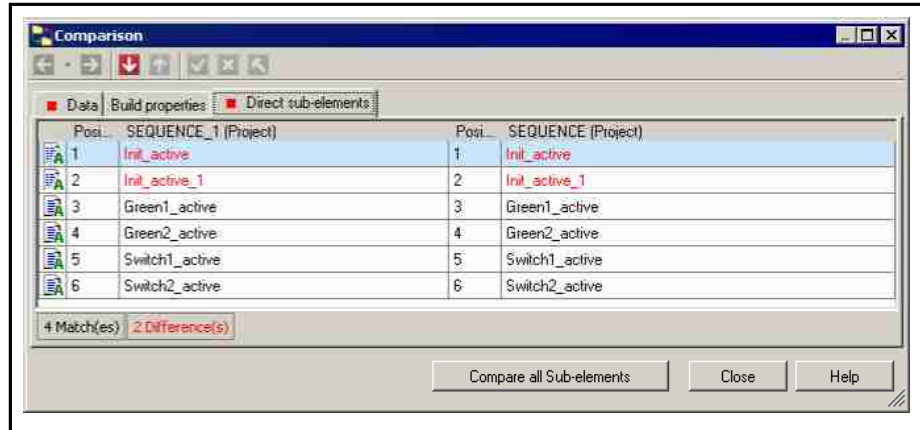 Comparison
Data Build properties Direct sub-elements
Posi... SEQUENCE_1 (Project) Posi... SEQUENCE (Project)
1 Init_active 1 Init_active
2 Init_active_1 2 Init_active_1
3 Green1_active 3 Green1_active
4 Green2_active 4 Green2_active
5 Switch1_active 5 Switch1_active
6 Switch2_active 6 Switch2_active
4 Match(es) 2 Difference(s)
Compare all Sub-elements Close Help